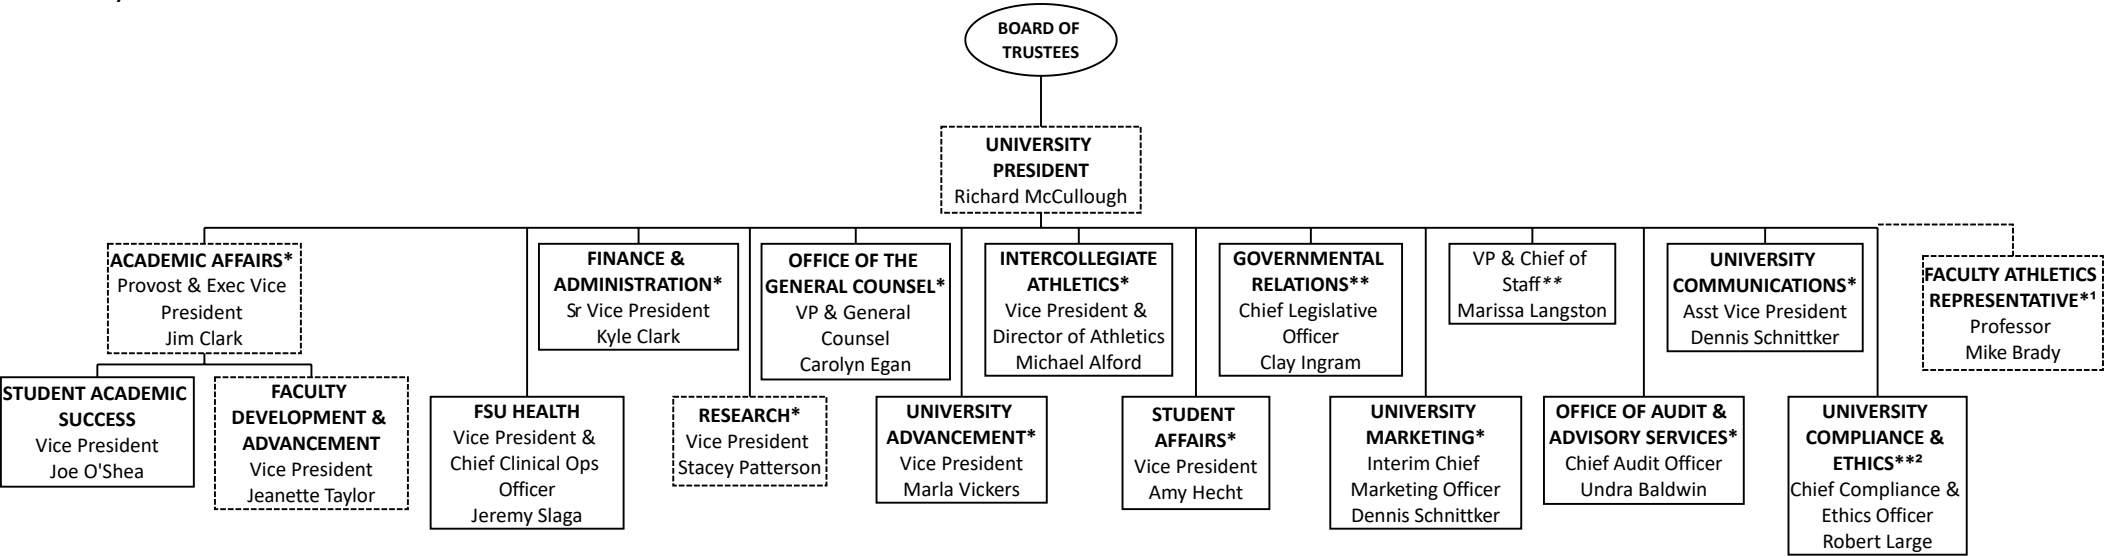 BOARD OF
TRUSTEES
UNIVERSITY
PRESIDENT
Richard McCullough
ACADEMIC AFFAIRS*
Provost & Exec Vice
President
Jim Clark
STUDENT ACADEMIC
SUCCESS
Vice President
Joe O'Shea
FACULTY
DEVELOPMENT &
ADVANCEMENT
Vice President
Jeanette Taylor
FSU HEALTH
Vice President &
Chief Clinical Ops
Officer
Jeremy Slaga
FINANCE &
ADMINISTRATION*
Sr Vice President
Kyle Clark
RESEARCH*
Vice President
Stacey Patterson
OFFICE OF THE
GENERAL COUNSEL*
VP & General
Counsel
Carolyn Egan
UNIVERSITY
ADVANCEMENT*
Vice President
Marla Vickers
INTERCOLLEGIATE
ATHLETICS*
Vice President &
Director of Athletics
Michael Alford
STUDENT
AFFAIRS*
Vice President
Amy Hecht
GOVERNMENTAL
RELATIONS**
Chief Legislative
Officer
Clay Ingram
UNIVERSITY
MARKETING*
Interim Chief
Marketing Officer
Dennis Schnittker
VP & Chief of
Staff**
Marissa Langston
OFFICE OF AUDIT &
ADVISORY SERVICES*
Chief Audit Officer
Undra Baldwin
UNIVERSITY
COMMUNICATIONS*
Asst Vice President
Dennis Schnittker
UNIVERSITY
COMPLIANCE &
ETHICS**²
Chief Compliance &
Ethics Officer
Robert Large
FACULTY ATHLETICS
REPRESENTATIVE*¹
Professor
Mike Brady